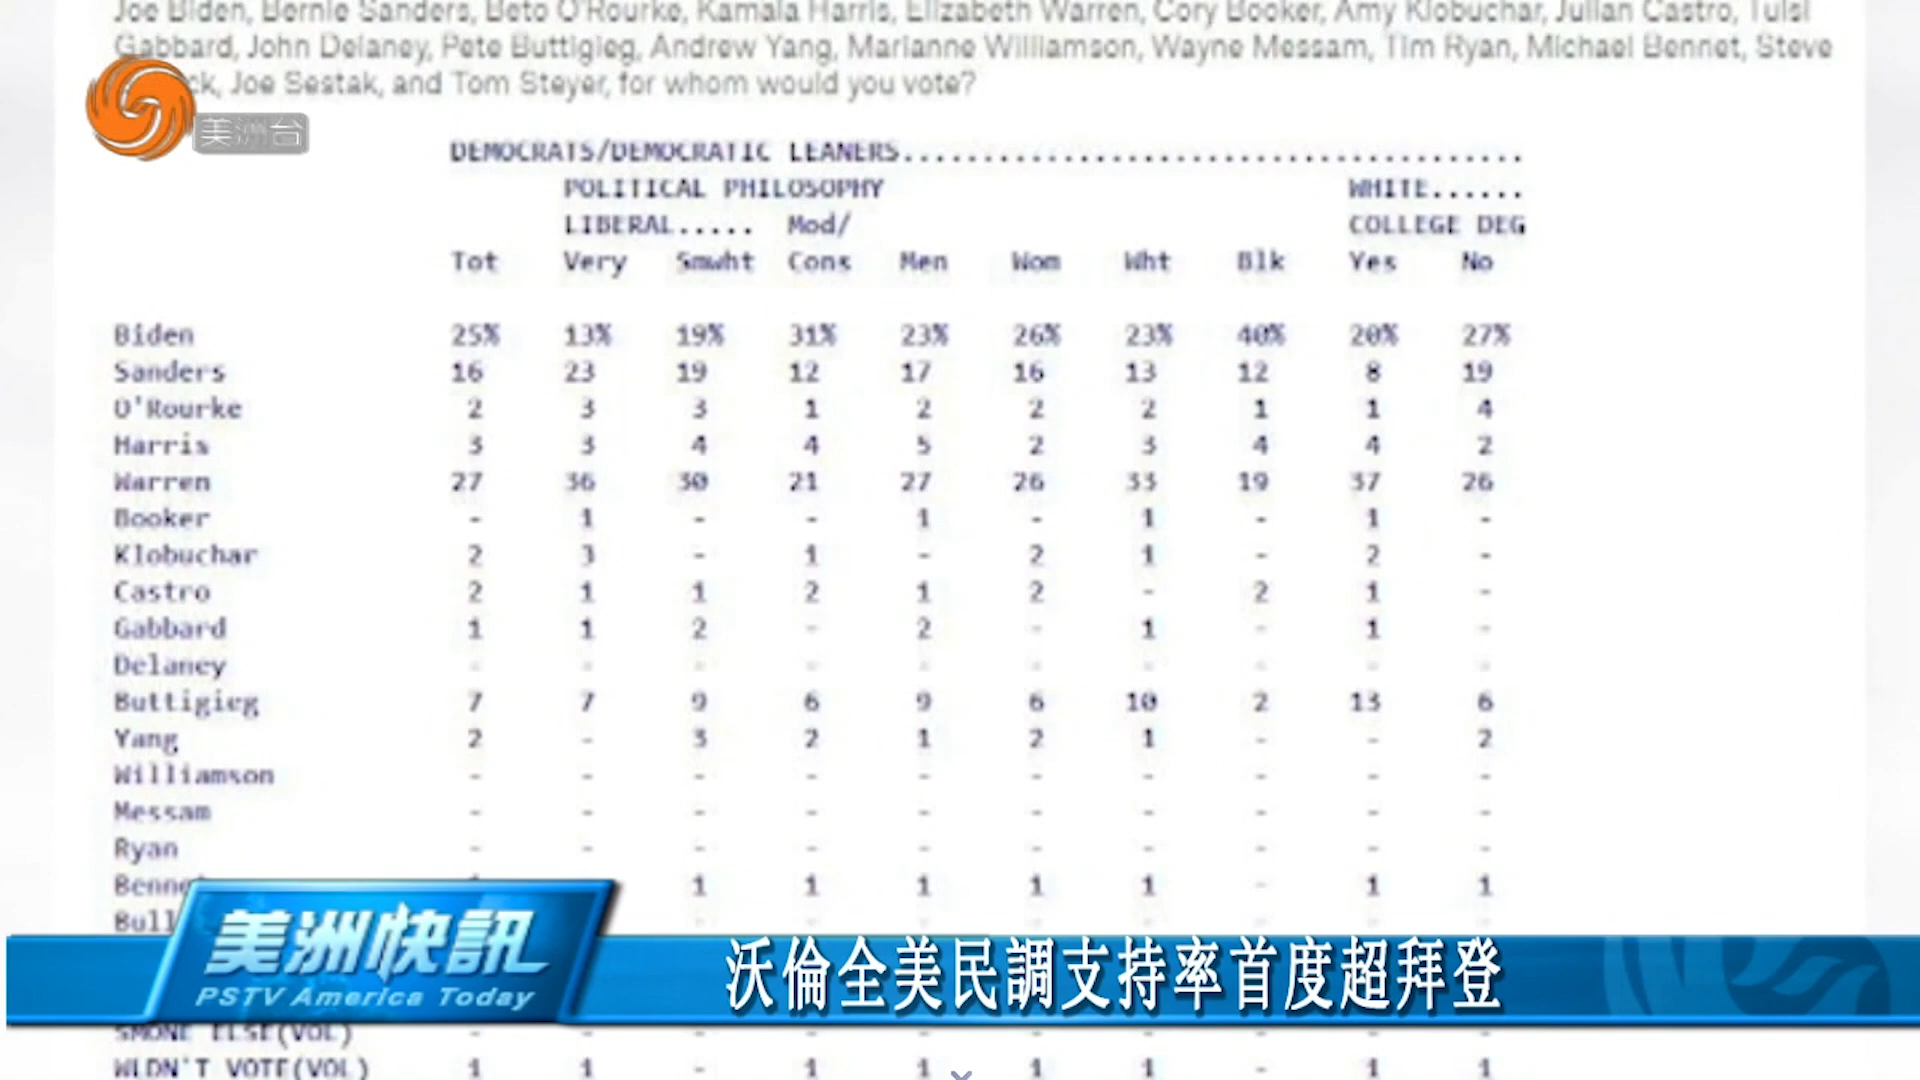 Joe Biden, Bernie Sanders, Beto O'Rourke, Kamala Harris, Elizabeth Warren, Cory Booker, Amy Klobuchar, Julian Castro, Tulsi
Gabbard, John Delaney, Pete Buttigieg, Andrew Yang, Marianne Williamson, Wayne Messam, Tim Ryan, Michael Bennet, Steve
ck, Joe Sestak, and Tom Steyer, for whom would you vote?
美洲台
DEMOCRATS/DEMOCRATIC LEANERS.......................................
POLITICAL PHILOSOPHY WHITE......
LIBERAL..... Mod/ COLLEGE DEG
Tot Very Smwht Cons Men Wom Wht Blk Yes No
Biden 25% 13% 19% 31% 23% 26% 23% 40% 20% 27%
Sanders 16 23 19 12 17 16 13 12 8 19
O'Rourke 2 3 3 1 2 2 2 1 1 4
Harris 3 3 4 4 5 2 3 4 4 2
Warren 27 36 30 21 27 26 33 19 37 26
Booker - 1 - - 1 - 1 - 1 -
Klobuchar 2 3 - 1 - 2 1 - 2 -
Castro 2 1 1 2 1 2 - 2 1 -
Gabbard 1 1 2 - 2 - 1 - 1 -
Delaney - - - - - - - - - -
Buttigieg 7 7 9 6 9 6 10 2 13 6
Yang 2 - 3 2 1 2 1 - - 2
Williamson - - - - - - - - - -
Messam - - - - - - - - - -
Ryan - - - - - - - - - -
Benne 1 1 1 1 1 - 1 1
Bull - - - - - - - -
美洲快訊
PSTV America Today
沃倫全美民調支持率首度超拜登
SMONE ELSE(VOL) - - - - - - - - - -
WLDN'T VOTE(VOL) 1 1 - 1 1 1 1 - 1 1